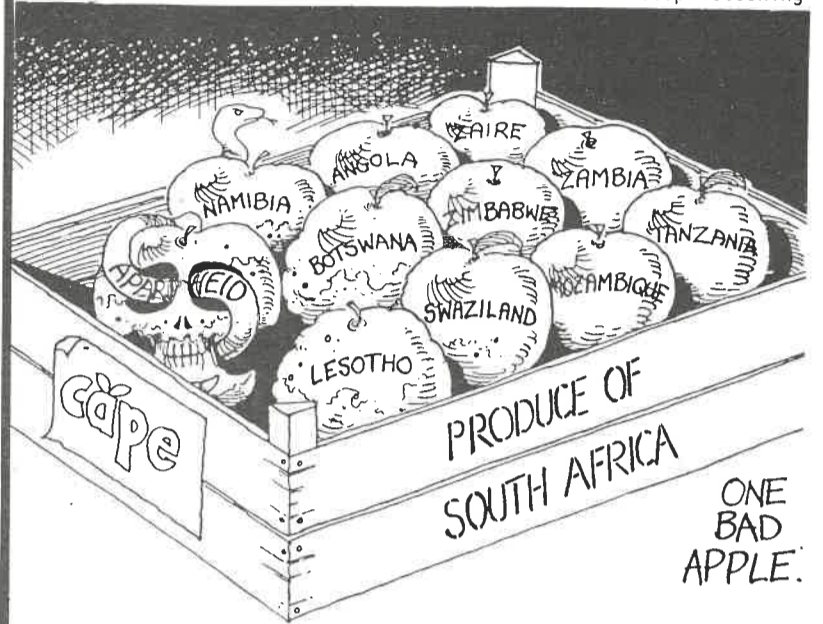 ZAIRE
ANGOLA
ZAMBIA
NAMIBIA
ZIMBABWE
TANZANIA
BOTSWANA
APARTHEID
MOZAMBIQUE
SWAZILAND
LESOTHO
cape
PRODUCE OF
SOUTH AFRICA
ONE
BAD
APPLE.